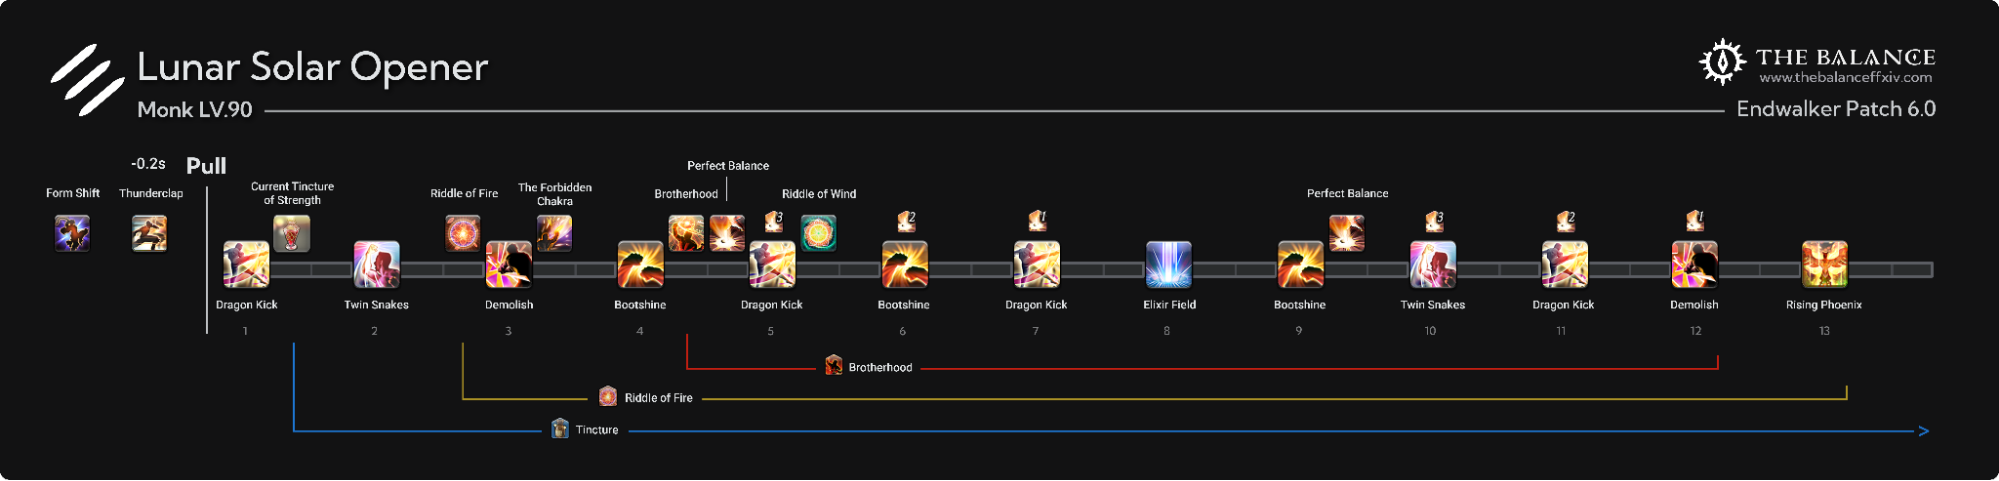 Lunar Solar Opener
THE BALANCE
www.thebalanceffxiv.com
Monk LV.90
Endwalker Patch 6.0
-0.2s
Pull
Perfect Balance
Form Shift
Thunderclap
Current Tincture
of Strength
Riddle of Fire
The Forbidden
Chakra
Brotherhood
Riddle of Wind
Perfect Balance
3
2
1
3
2
1
Dragon Kick
Twin Snakes
Demolish
Bootshine
Dragon Kick
Bootshine
Dragon Kick
Elixir Field
Bootshine
Twin Snakes
Dragon Kick
Demolish
Rising Phoenix
1
2
3
4
5
6
7
8
9
10
11
12
13
Brotherhood
Riddle of Fire
Tincture